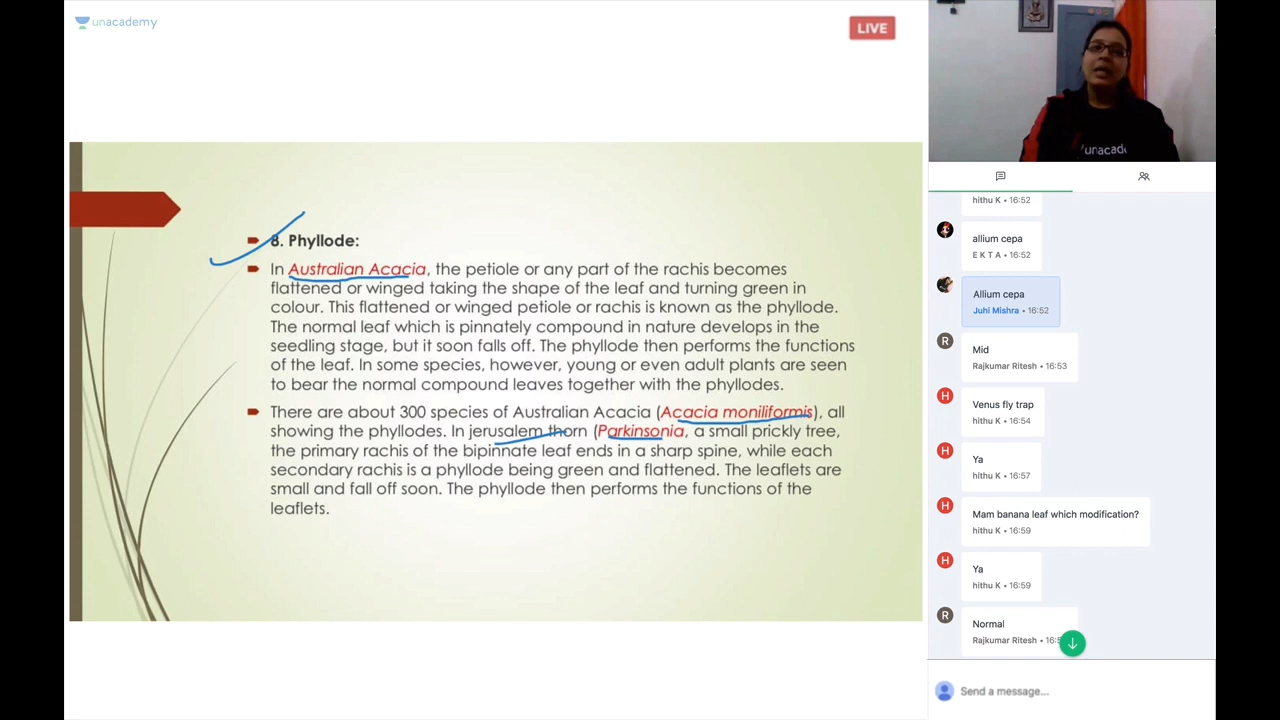 unacademy
LIVE
8. Phyllode:
In Australian Acacia, the petiole or any part of the rachis becomes
flattened or winged taking the shape of the leaf and turning green in
colour. This flattened or winged petiole or rachis is known as the phyllode.
The normal leaf which is pinnately compound in nature develops in the
seedling stage, but it soon falls off. The phyllode then performs the functions
of the leaf. In some species, however, young or even adult plants are seen
to bear the normal compound leaves together with the phyllodes.
There are about 300 species of Australian Acacia (Acacia moniliformis), all
showing the phyllodes. In jerusalem thorn (Parkinsonia, a small prickly tree,
the primary rachis of the bipinnate leaf ends in a sharp spine, while each
secondary rachis is a phyllode being green and flattened. The leaflets are
small and fall off soon. The phyllode then performs the functions of the
leaflets.
hithu K • 16:52
allium cepa
E K T A • 16:52
Allium cepa
Juhi Mishra • 16:52
R
Mid
Rajkumar Ritesh • 16:53
H
Venus fly trap
hithu K • 16:54
H
Ya
hithu K • 16:57
H
Mam banana leaf which modification?
hithu K • 16:59
H
Ya
hithu K • 16:59
R
Normal
Rajkumar Ritesh
Send a message...